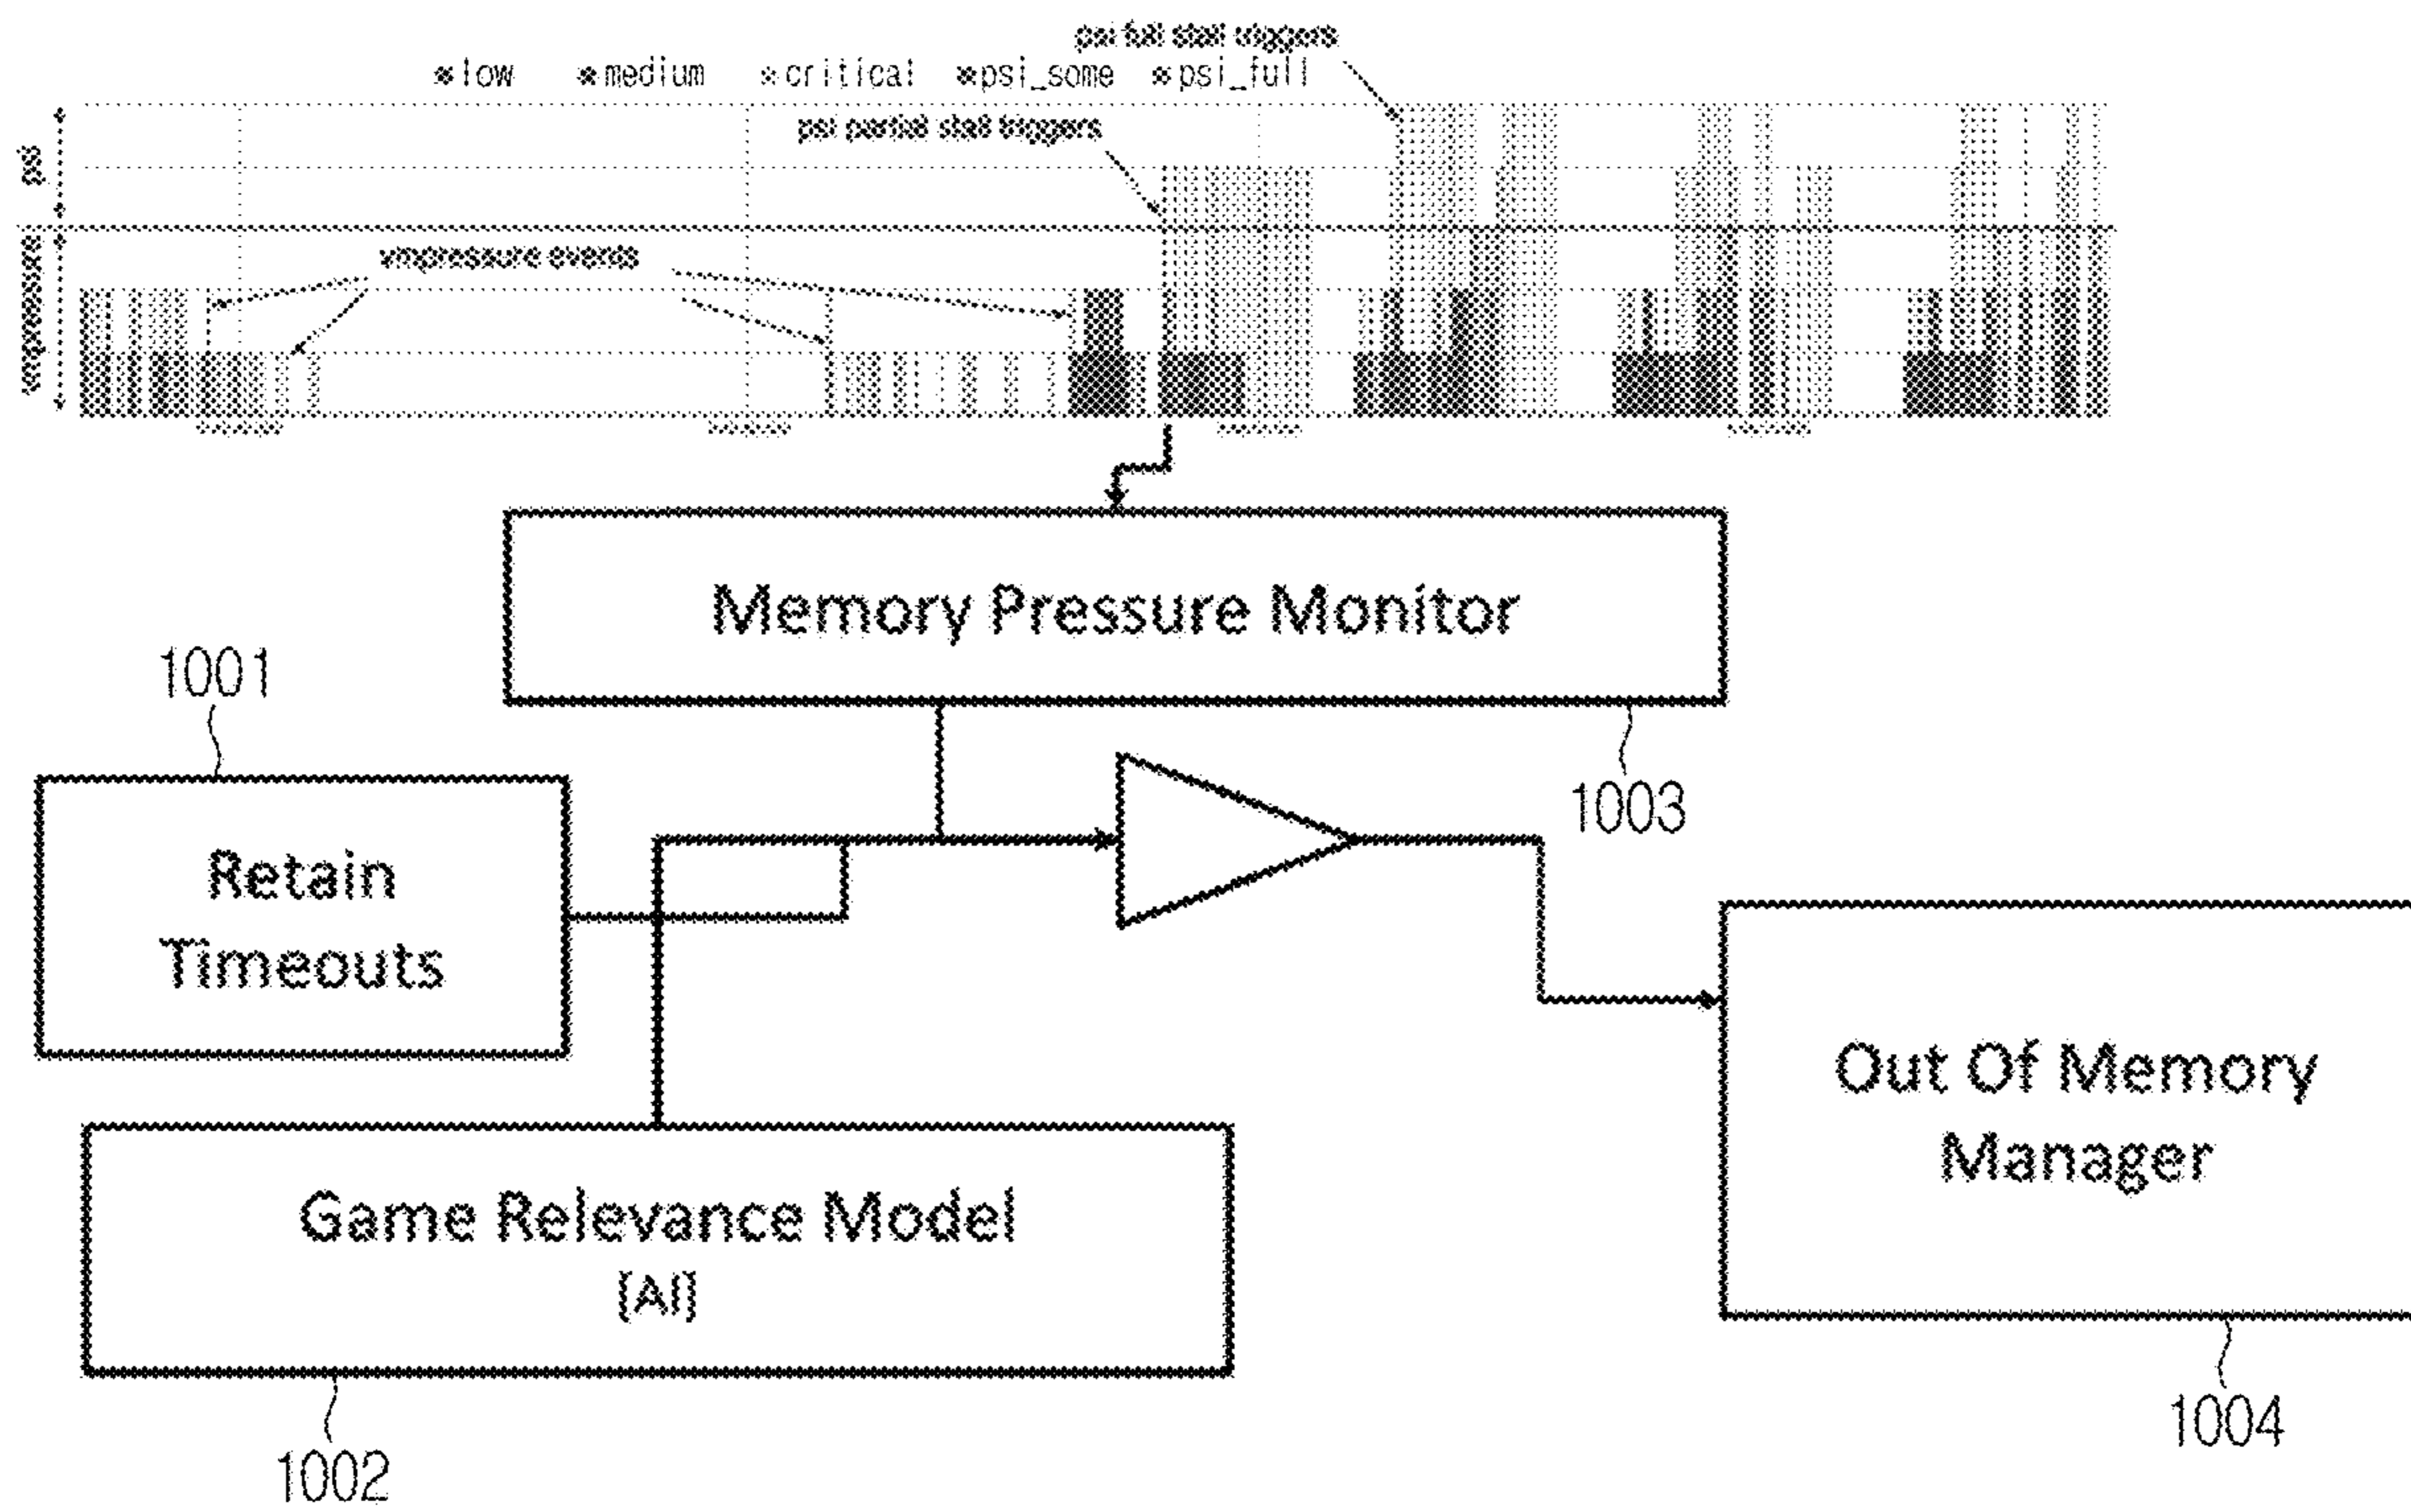 psi full stall triggers
low medium critical psi_some psi_full
psi partial stall triggers
psi
vmpressure events
vmpressure
Memory Pressure Monitor
1001
1003
Retain
Timeouts
Out Of Memory
Manager
Game Relevance Model
[AI]
1004
1002